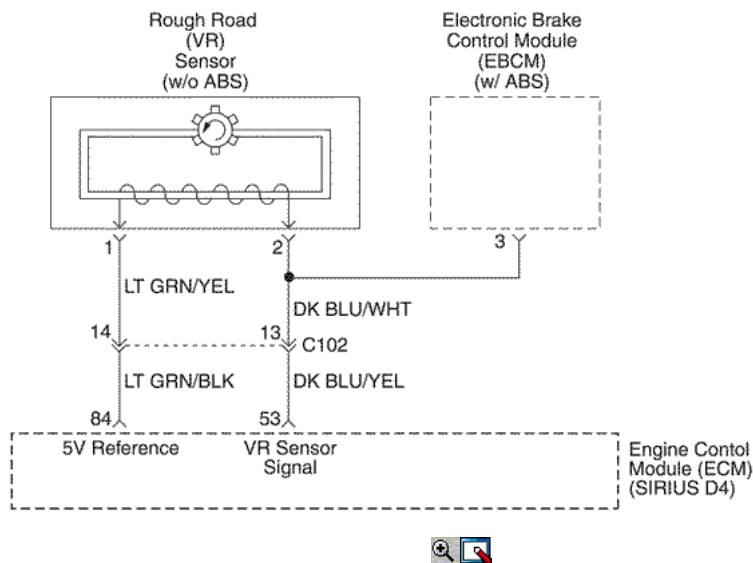 Rough Road
(VR)
Sensor
(w/o ABS)
Electronic Brake
Control Module
(EBCM)
(w/ ABS)
1
2
3
LT GRN/YEL
DK BLU/WHT
14
13
C102
LT GRN/BLK
DK BLU/YEL
84
53
5V Reference
VR Sensor
Signal
Engine Contol
Module (ECM)
(SIRIUS D4)